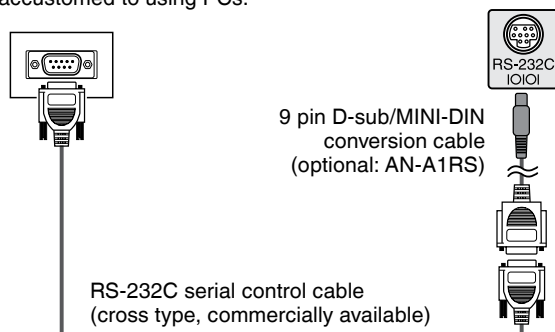 accustomed to using PCs.
RS-232C
IOIOI
9 pin D-sub/MINI-DIN
conversion cable
(optional: AN-A1RS)
RS-232C serial control cable
(cross type, commercially available)